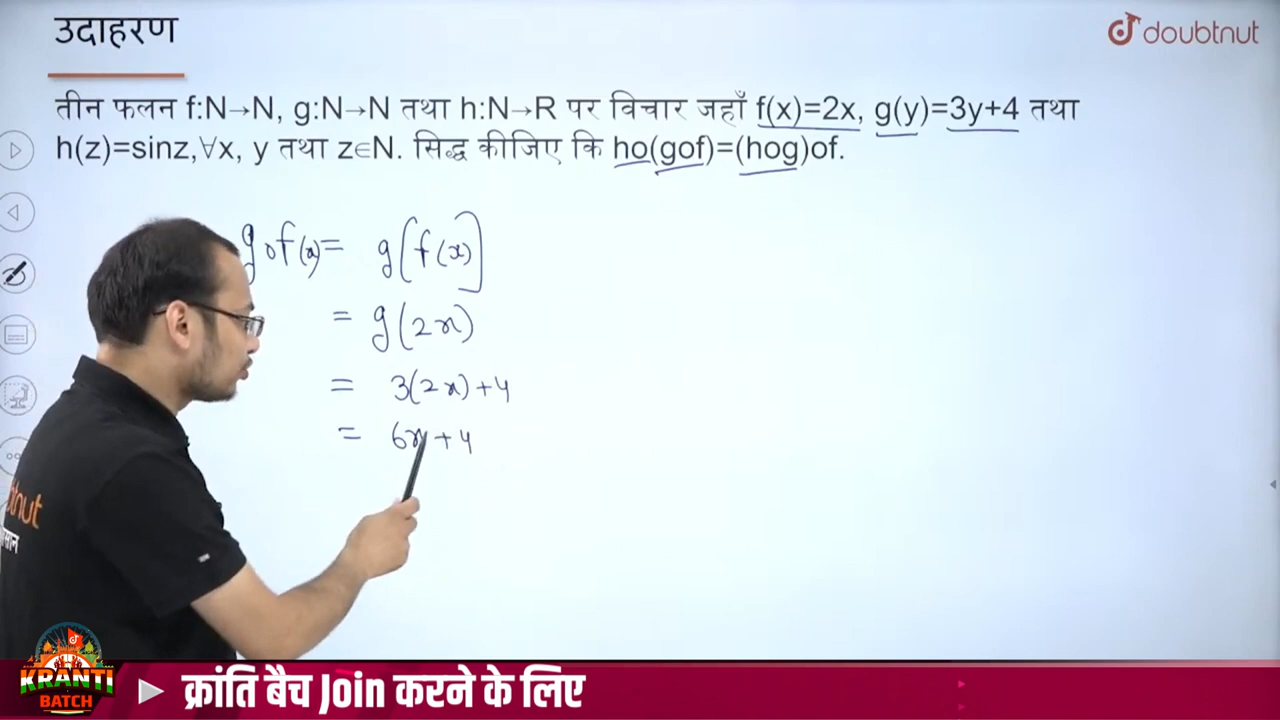 उदाहरण
doubtnut
तीन फलन f:N→N, g:N→N तथा h:N→R पर विचार जहाँ f(x)=2x, g(y)=3y+4 तथा
h(z)=sinz,∀x, y तथा z∈N. सिद्ध कीजिए कि ho(gof)=(hog)of.
gof(x)= g[f(x)]
= g(2x)
= 3(2x)+4
= 6x+4
KRANTI
BATCH
क्रांति बैच Join करने के लिए